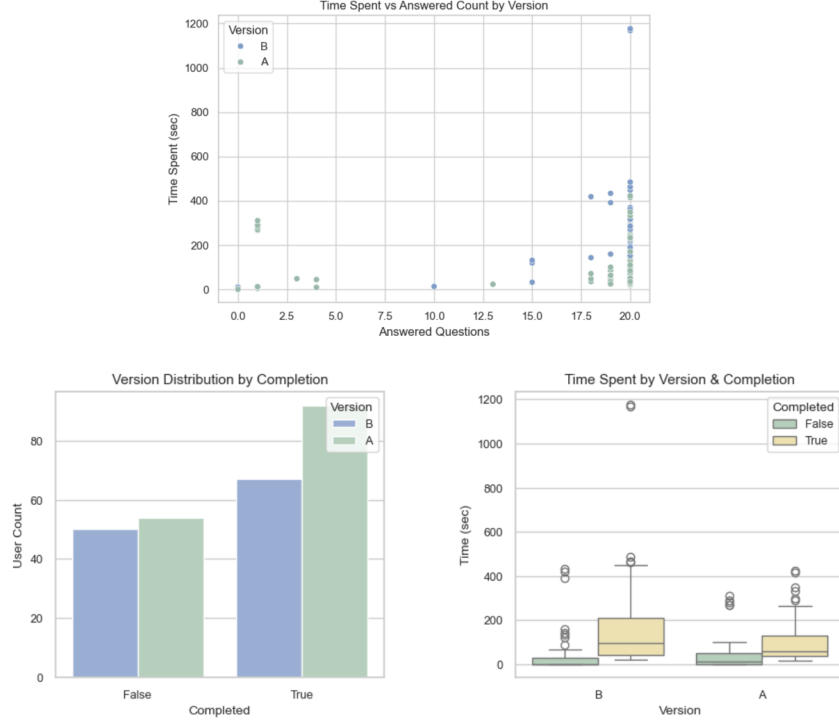 Time Spent vs Answered Count by Version
Version
B
A
1200
1000
800
600
400
200
0
Time Spent (sec)
0.0 2.5 5.0 7.5 10.0 12.5 15.0 17.5 20.0
Answered Questions
Version Distribution by Completion
Version
B
A
80
60
40
20
0
User Count
False True
Completed
Time Spent by Version & Completion
Completed
False
True
1200
1000
800
600
400
200
0
Time (sec)
B A
Version